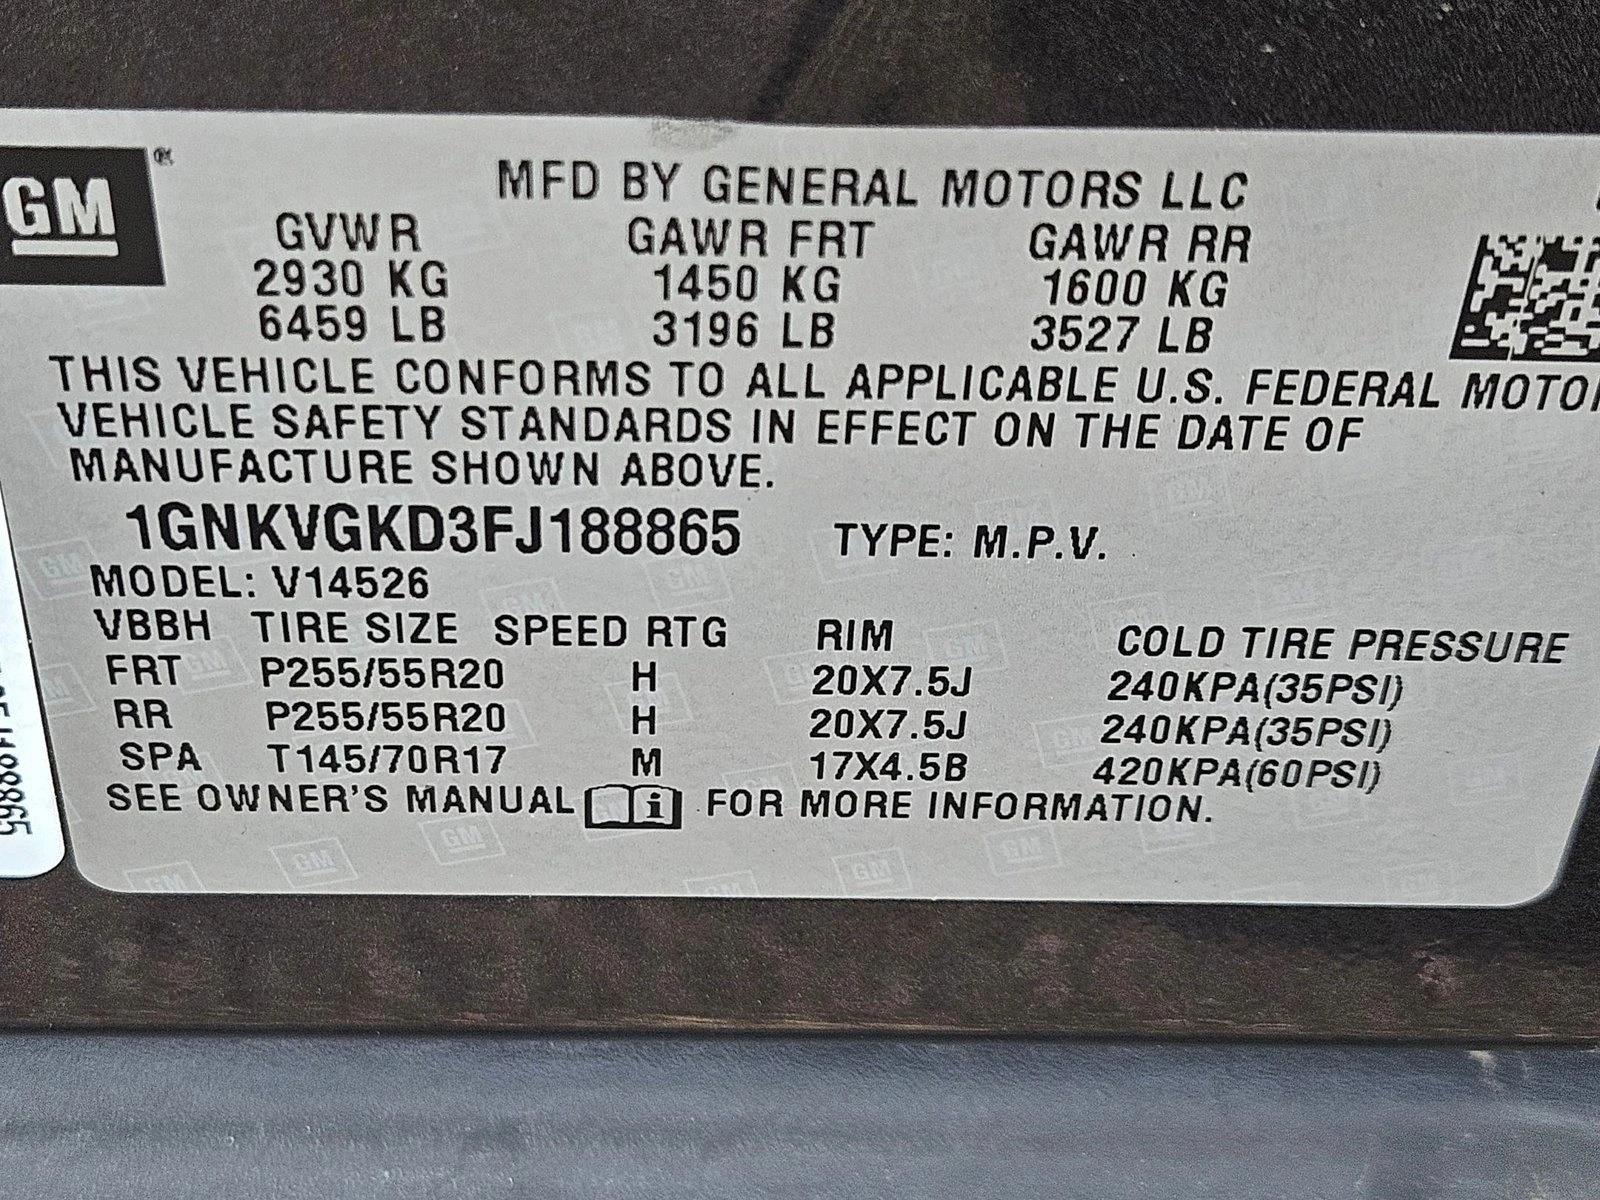 GM
®
MFD BY GENERAL MOTORS LLC
GVWR GAWR FRT GAWR RR
2930 KG 1450 KG 1600 KG
6459 LB 3196 LB 3527 LB
THIS VEHICLE CONFORMS TO ALL APPLICABLE U.S. FEDERAL MOTO
VEHICLE SAFETY STANDARDS IN EFFECT ON THE DATE OF
MANUFACTURE SHOWN ABOVE.
1GNKVGKD3FJ188865 TYPE: M.P.V.
MODEL: V14526
VBBH TIRE SIZE SPEED RTG RIM COLD TIRE PRESSURE
FRT P255/55R20 H 20X7.5J 240KPA(35PSI)
RR P255/55R20 H 20X7.5J 240KPA(35PSI)
SPA T145/70R17 M 17X4.5B 420KPA(60PSI)
SEE OWNER'S MANUAL i FOR MORE INFORMATION.